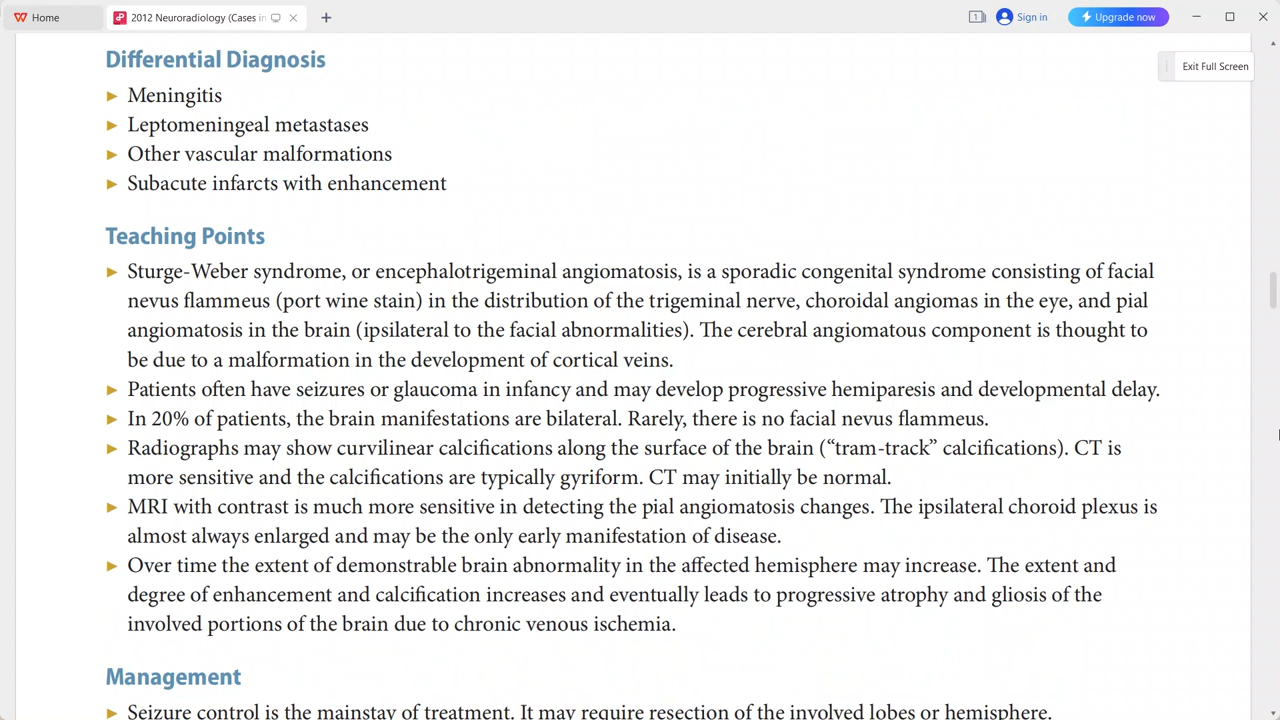 Home
2012 Neuroradiology (Cases in
1
Sign in
Upgrade now
Exit Full Screen
Differential Diagnosis
► Meningitis
► Leptomeningeal metastases
► Other vascular malformations
► Subacute infarcts with enhancement
Teaching Points
► Sturge-Weber syndrome, or encephalotrigeminal angiomatosis, is a sporadic congenital syndrome consisting of facial
nevus flammeus (port wine stain) in the distribution of the trigeminal nerve, choroidal angiomas in the eye, and pial
angiomatosis in the brain (ipsilateral to the facial abnormalities). The cerebral angiomatous component is thought to
be due to a malformation in the development of cortical veins.
► Patients often have seizures or glaucoma in infancy and may develop progressive hemiparesis and developmental delay.
► In 20% of patients, the brain manifestations are bilateral. Rarely, there is no facial nevus flammeus.
► Radiographs may show curvilinear calcifications along the surface of the brain (“tram-track” calcifications). CT is
more sensitive and the calcifications are typically gyriform. CT may initially be normal.
► MRI with contrast is much more sensitive in detecting the pial angiomatosis changes. The ipsilateral choroid plexus is
almost always enlarged and may be the only early manifestation of disease.
► Over time the extent of demonstrable brain abnormality in the affected hemisphere may increase. The extent and
degree of enhancement and calcification increases and eventually leads to progressive atrophy and gliosis of the
involved portions of the brain due to chronic venous ischemia.
Management
► Seizure control is the mainstay of treatment. It may require resection of the involved lobes or hemisphere.